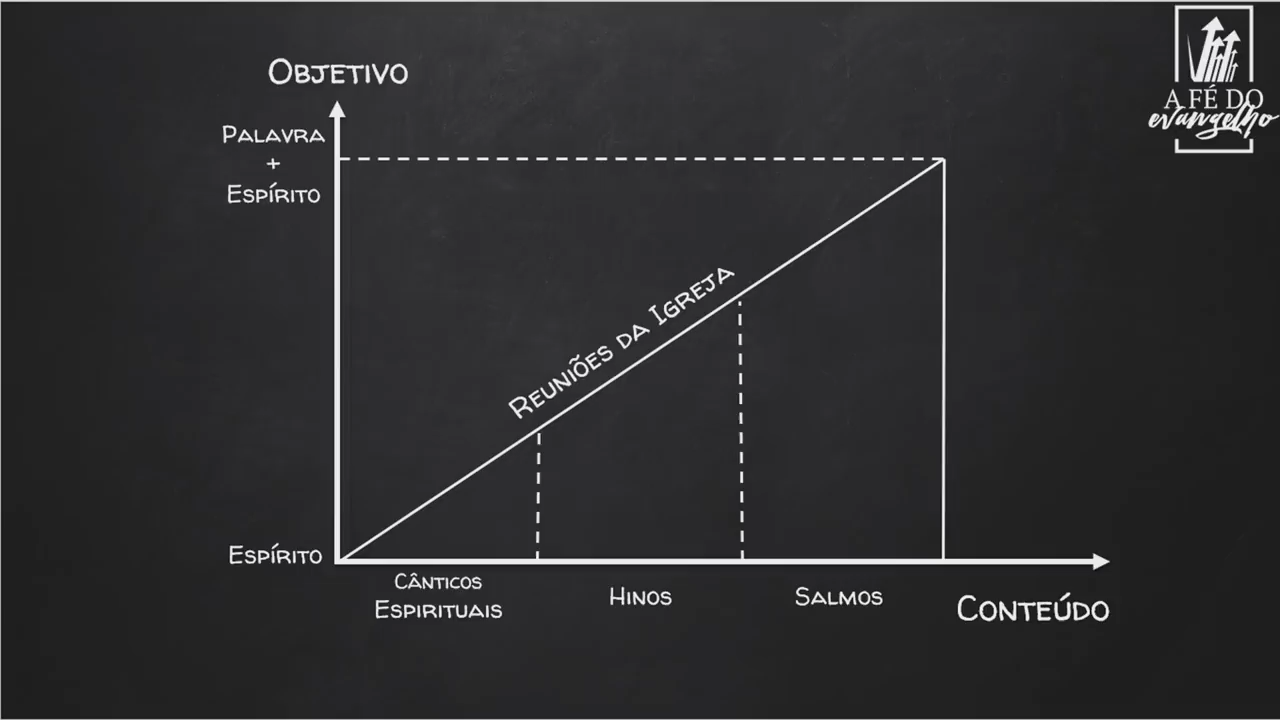 Objetivo
Palavra
+
Espírito
Reuniões da Igreja
Espírito
Cânticos
Espirituais
Hinos
Salmos
Conteúdo
A FÉ DO
evangelho